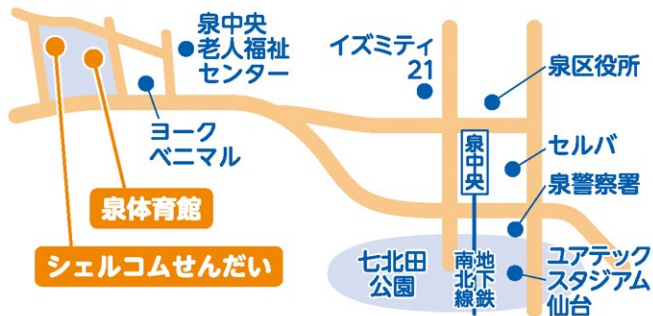 泉中央
老人福祉
センター
イズミティ
21
泉区役所
ヨーク
ベニマル
泉中央
セルバ
泉警察署
泉体育館
シェルコムせんだい
七北田
公園
地下鉄
南北線
ユアテック
スタジアム
仙台